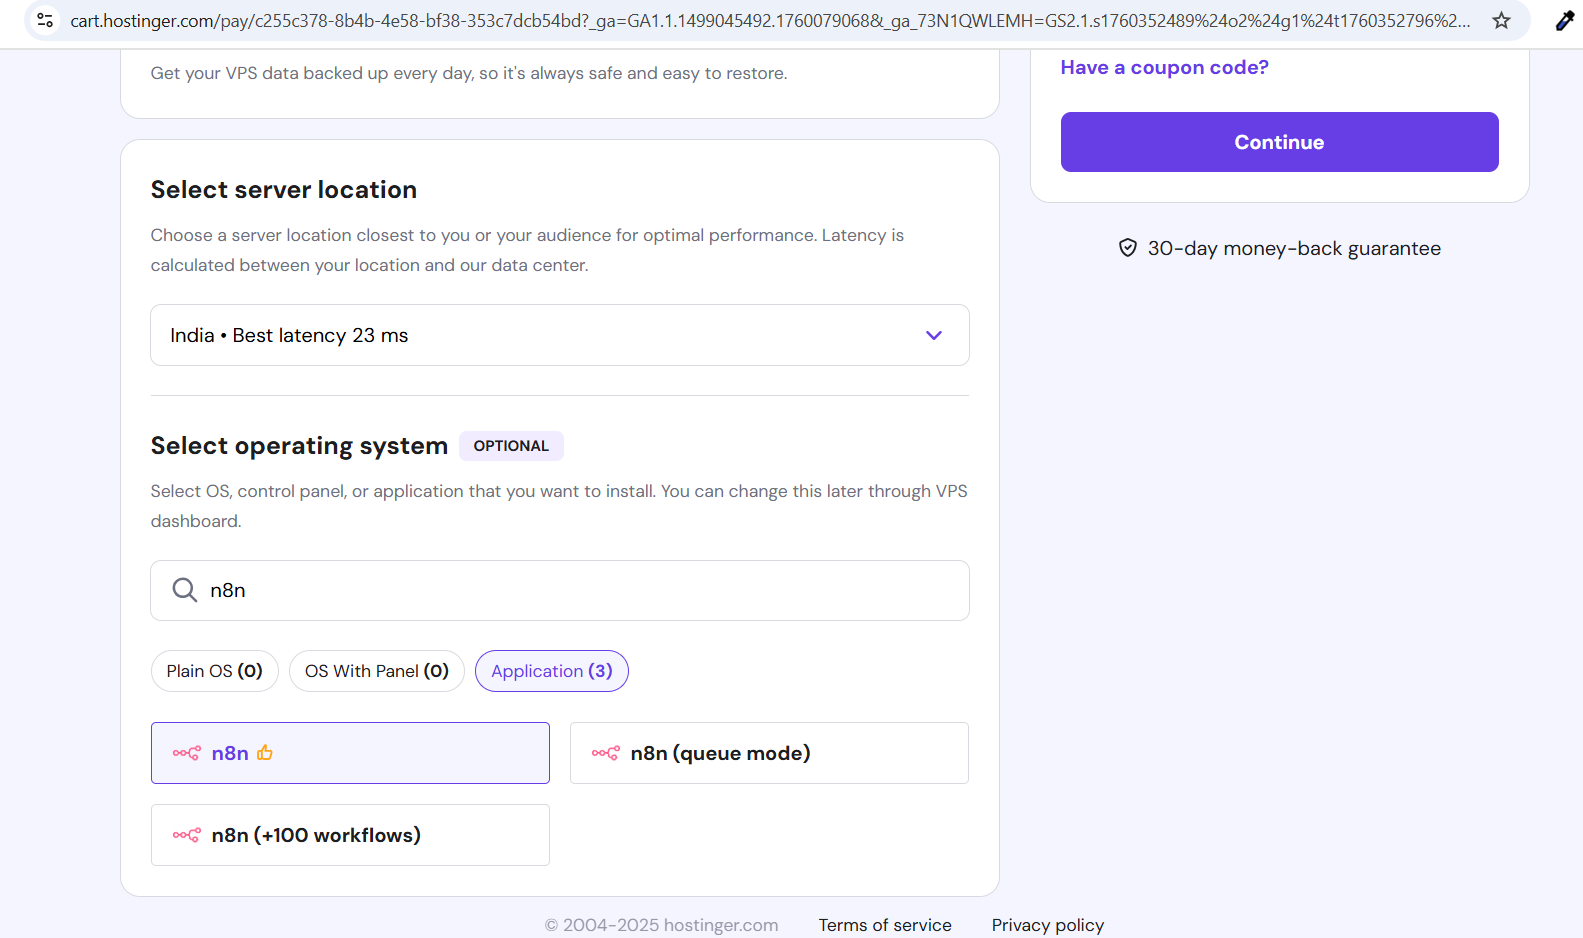 cart.hostinger.com/pay/c255c378-8b4b-4e58-bf38-353c7dcb54bd?_ga=GA1.1.1499045492.1760079068&_ga_73N1QWLEMH=GS2.1.s1760352489%24o2%24g1%24t1760352796%2...
Get your VPS data backed up every day, so it's always safe and easy to restore.
Have a coupon code?
Continue
30-day money-back guarantee
Select server location
Choose a server location closest to you or your audience for optimal performance. Latency is
calculated between your location and our data center.
India • Best latency 23 ms
Select operating system OPTIONAL
Select OS, control panel, or application that you want to install. You can change this later through VPS
dashboard.
n8n
Plain OS (0) OS With Panel (0) Application (3)
n8n n8n (queue mode)
n8n (+100 workflows)
© 2004-2025 hostinger.com Terms of service Privacy policy